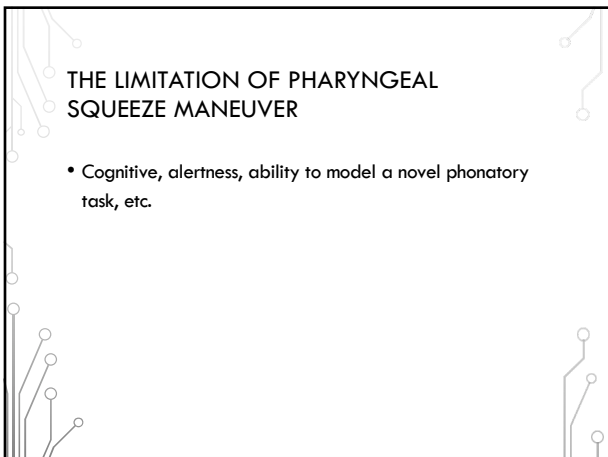 THE LIMITATION OF PHARYNGEAL
SQUEEZE MANEUVER
• Cognitive, alertness, ability to model a novel phonatory
task, etc.